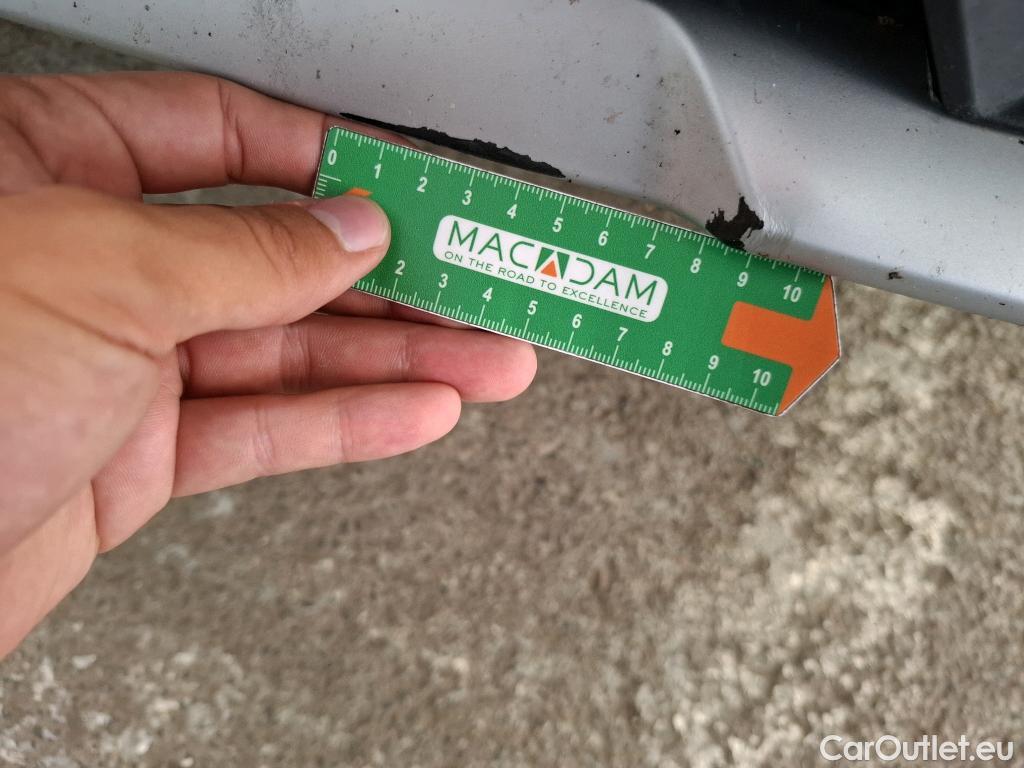 0 1 2 3 4 5 6 7 8 9 10
MACADAM
ON THE ROAD TO EXCELLENCE
2 3 4 5 6 7 8 9 10
CarOutlet.eu